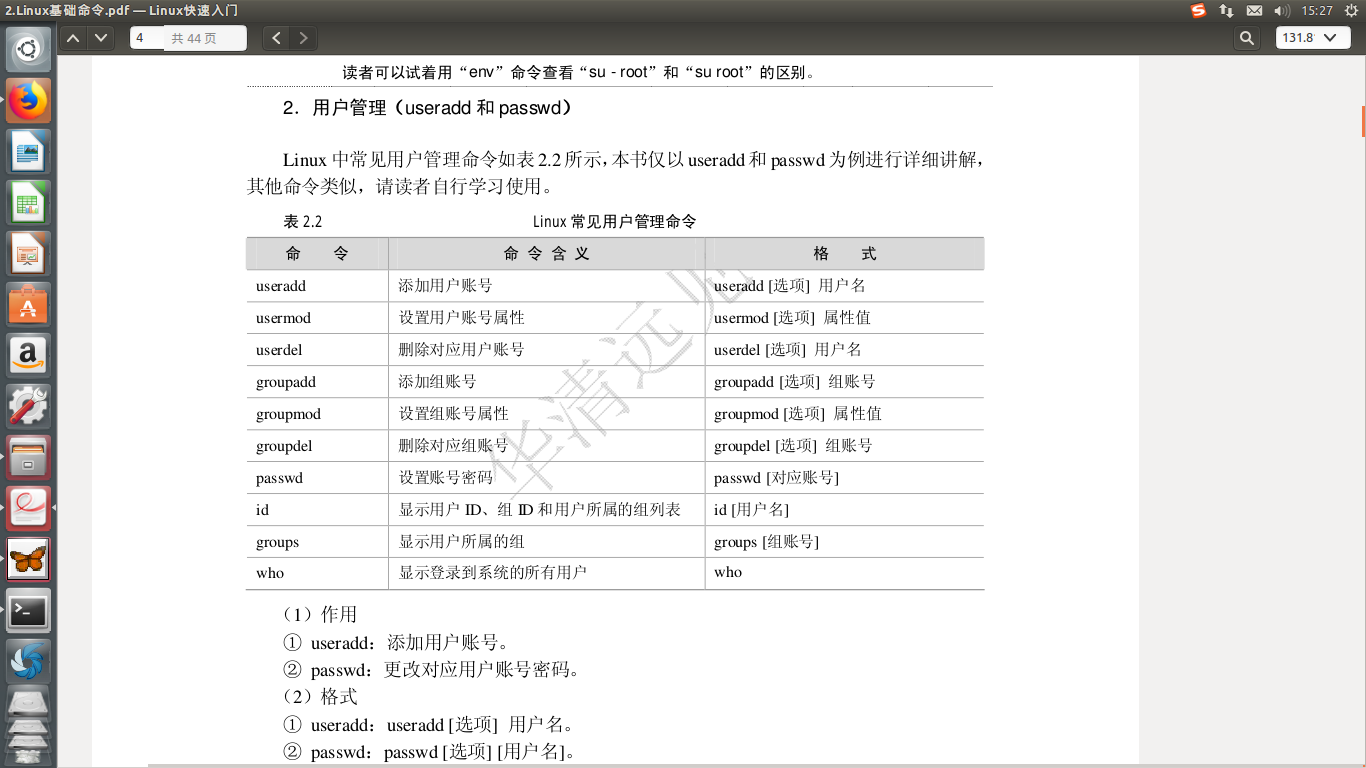 2.Linux基础命令.pdf — Linux快速入门
15:27
4 共 44 页
131.8
读者可以试着用“env”命令查看“su - root”和“su root”的区别。
2．用户管理（useradd 和 passwd）
Linux 中常见用户管理命令如表 2.2 所示，本书仅以 useradd 和 passwd 为例进行详细讲解，
其他命令类似，请读者自行学习使用。
表 2.2 Linux 常见用户管理命令
命 令 命 令 含 义 格 式
useradd 添加用户账号 useradd [选项] 用户名
usermod 设置用户账号属性 usermod [选项] 属性值
userdel 删除对应用户账号 userdel [选项] 用户名
groupadd 添加组账号 groupadd [选项] 组账号
groupmod 设置组账号属性 groupmod [选项] 属性值
groupdel 删除对应组账号 groupdel [选项] 组账号
passwd 设置账号密码 passwd [对应账号]
id 显示用户 ID、组 ID 和用户所属的组列表 id [用户名]
groups 显示用户所属的组 groups [组账号]
who 显示登录到系统的所有用户 who
华清远见
（1）作用
① useradd：添加用户账号。
② passwd：更改对应用户账号密码。
（2）格式
① useradd：useradd [选项] 用户名。
② passwd：passwd [选项] [用户名]。